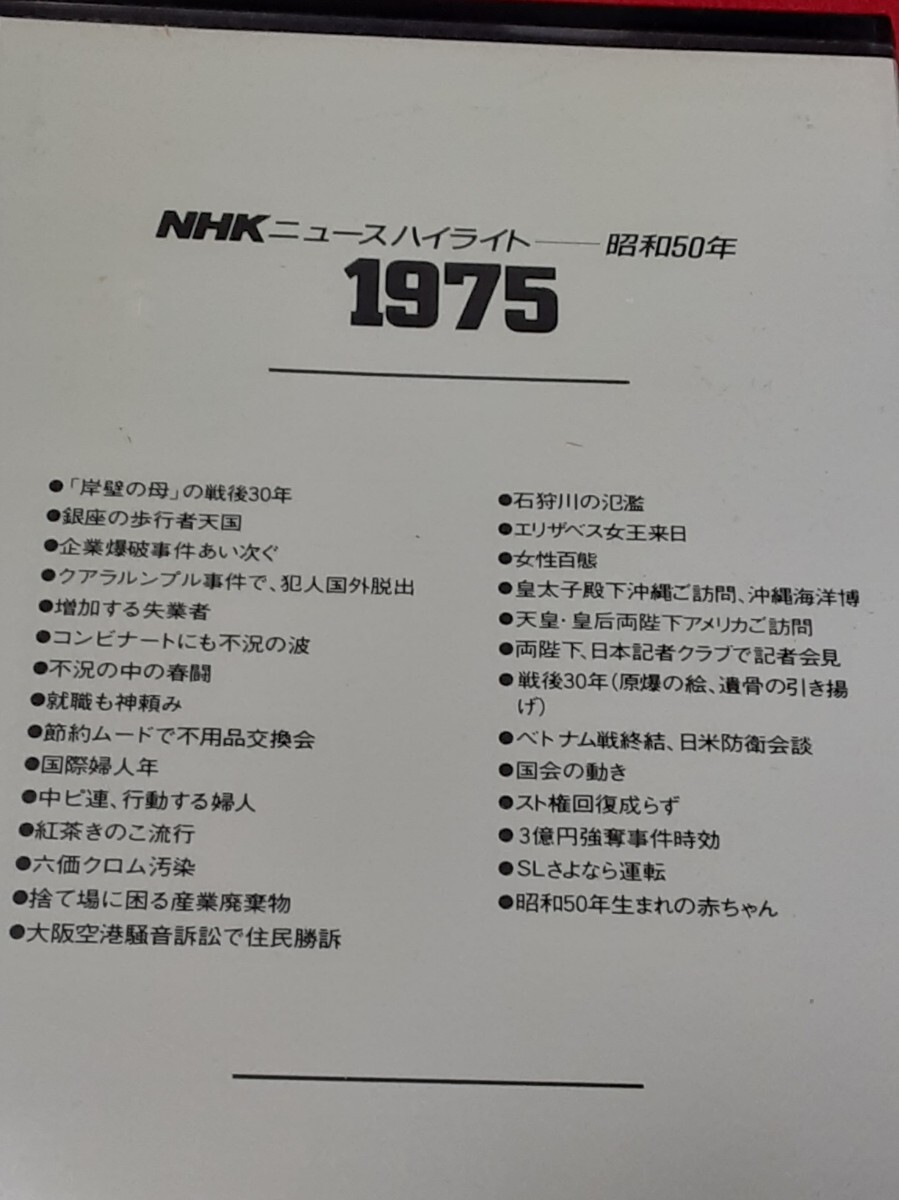 NHKニュースハイライト——昭和50年
1975
●「岸壁の母」の戦後30年
●銀座の歩行者天国
●企業爆破事件あい次ぐ
●クアラルンプル事件で、犯人国外脱出
●増加する失業者
●コンビナートにも不況の波
●不況の中の春闘
●就職も神頼み
●節約ムードで不用品交換会
●国際婦人年
●中ピ連、行動する婦人
●紅茶きのこ流行
●六価クロム汚染
●捨て場に困る産業廃棄物
●大阪空港騒音訴訟で住民勝訴
●石狩川の氾濫
●エリザベス女王来日
●女性百態
●皇太子殿下沖縄ご訪問、沖縄海洋博
●天皇・皇后両陛下アメリカご訪問
●両陛下、日本記者クラブで記者会見
●戦後30年(原爆の絵、遺骨の引き揚
げ)
●ベトナム戦終結、日米防衛会談
●国会の動き
●スト権回復成らず
●3億円強奪事件時効
●SLさよなら運転
●昭和50年生まれの赤ちゃん